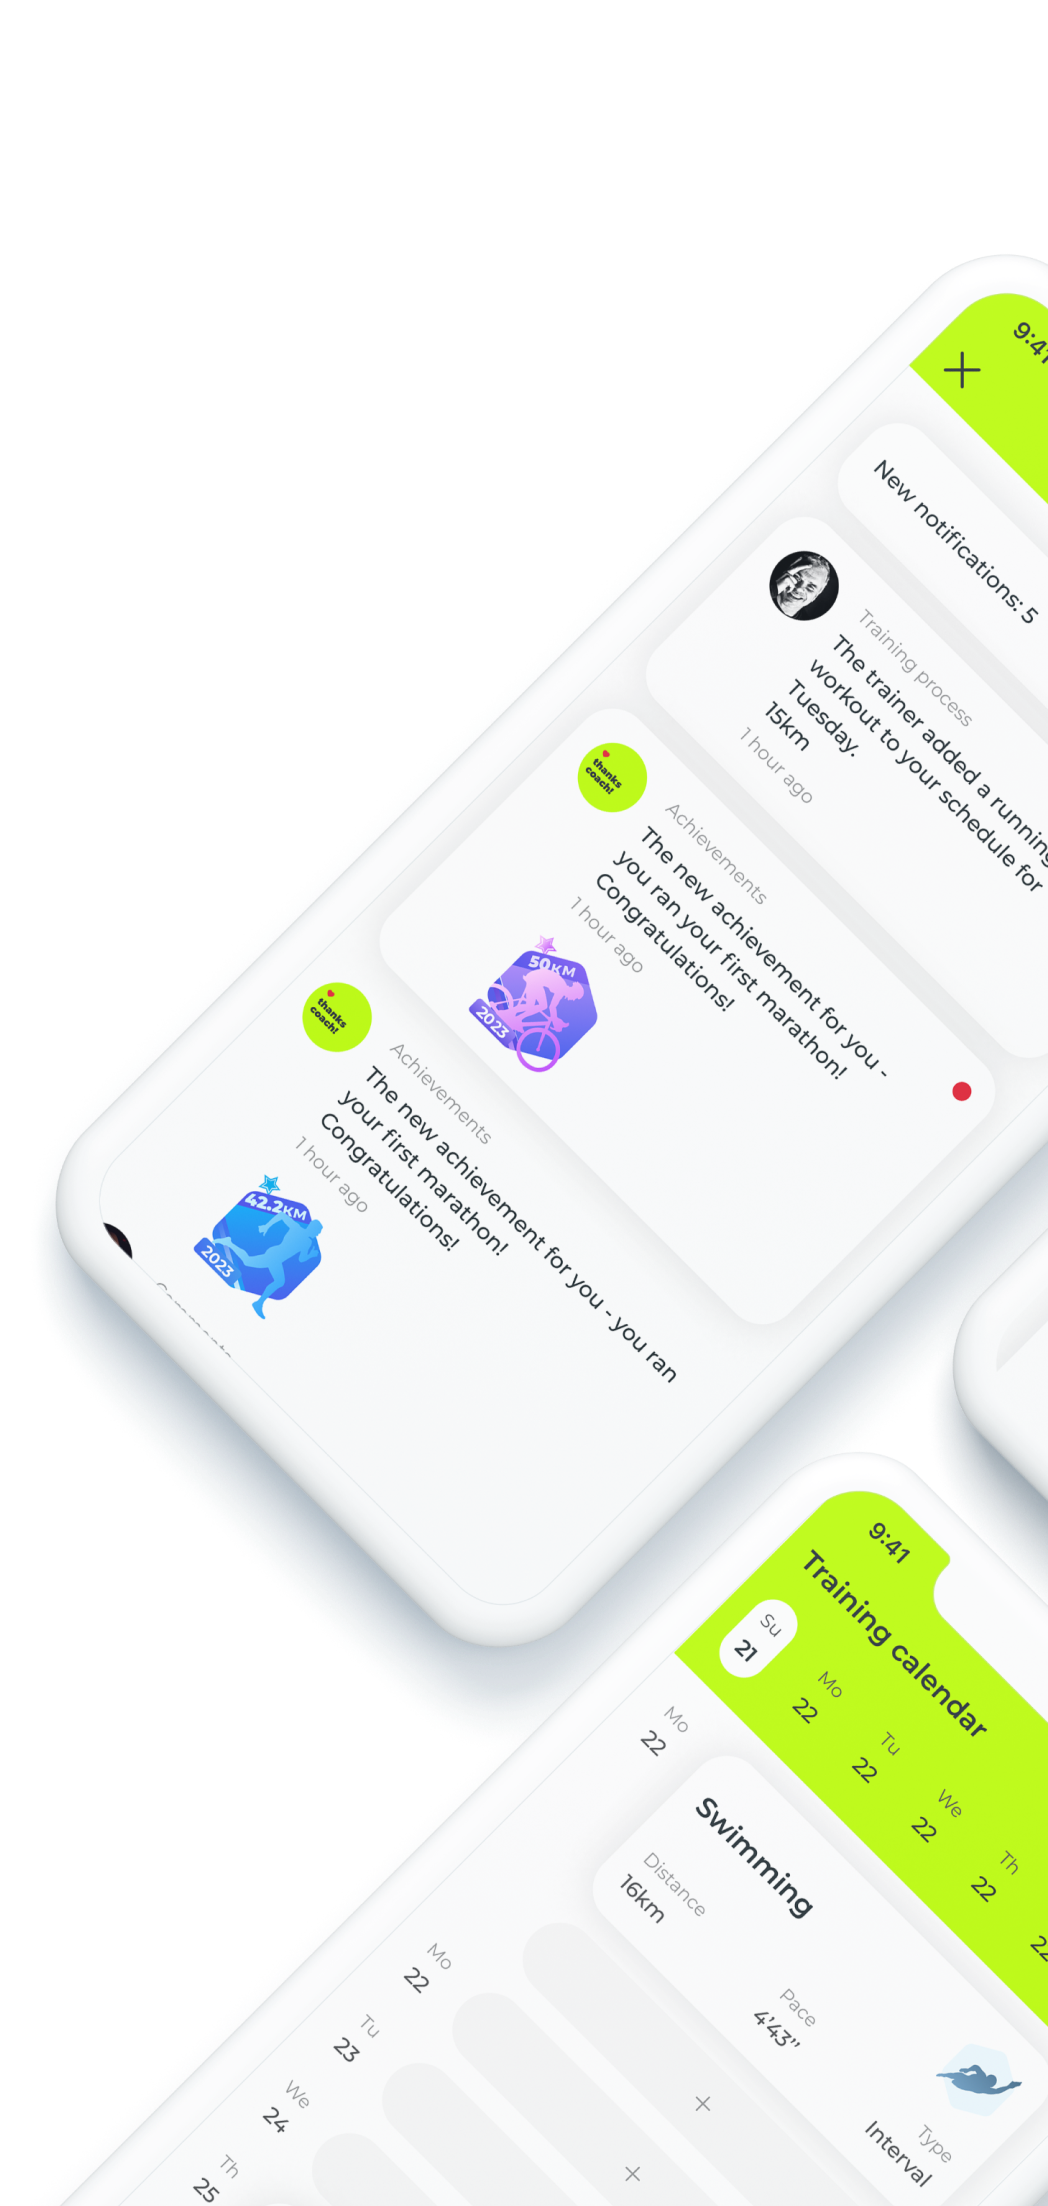 9:41
New notifications: 5
Training process
The trainer added a running
workout to your schedule for
Tuesday.
15km
1 hour ago
thanks
coach!
Achievements
The new achievement for you -
you ran your first marathon!
Congratulations!
1 hour ago
50KM
2023
thanks
coach!
Achievements
The new achievement for you - you ran
your first marathon!
Congratulations!
1 hour ago
42.2KM
2023
9:41
Training calendar
Su
21
Mo
22
Tu
22
We
22
Th
22
22
Mo
22
Swimming
Distance
16km
Pace
4'43’’
Type
Interval
Mo
22
Tu
23
We
24
Th
25